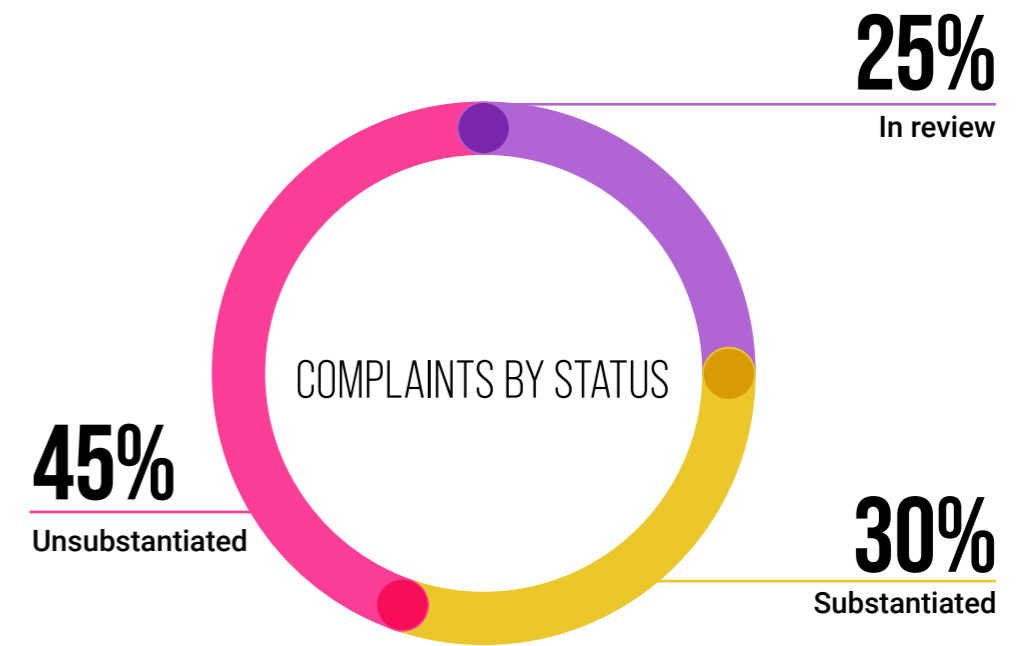 25%
In review
COMPLAINTS BY STATUS
45%
Unsubstantiated
30%
Substantiated